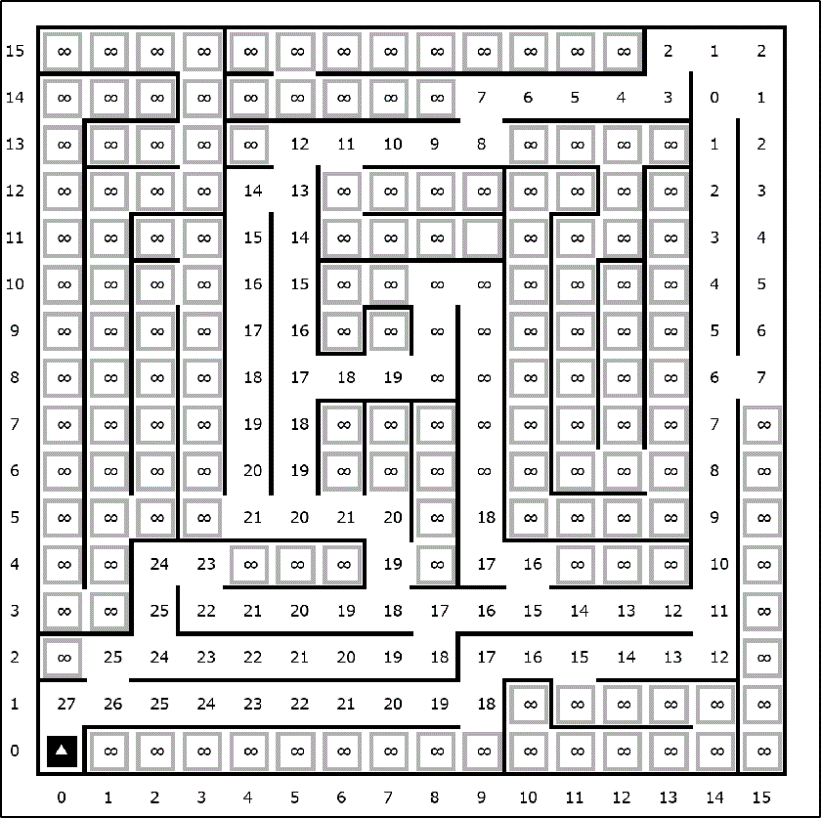 15 ∞ ∞ ∞ ∞ ∞ ∞ ∞ ∞ ∞ ∞ ∞ ∞ ∞ 2 1 2
14 ∞ ∞ ∞ ∞ ∞ ∞ ∞ ∞ ∞ 7 6 5 4 3 0 1
13 ∞ ∞ ∞ ∞ ∞ 12 11 10 9 8 ∞ ∞ ∞ ∞ 1 2
12 ∞ ∞ ∞ ∞ 14 13 ∞ ∞ ∞ ∞ ∞ ∞ ∞ ∞ 2 3
11 ∞ ∞ ∞ ∞ 15 14 ∞ ∞ ∞ ∞ ∞ ∞ ∞ 3 4
10 ∞ ∞ ∞ ∞ 16 15 ∞ ∞ ∞ ∞ ∞ ∞ ∞ ∞ 4 5
9 ∞ ∞ ∞ ∞ 17 16 ∞ ∞ ∞ ∞ ∞ ∞ ∞ ∞ 5 6
8 ∞ ∞ ∞ ∞ 18 17 18 19 ∞ ∞ ∞ ∞ ∞ ∞ 6 7
7 ∞ ∞ ∞ ∞ 19 18 ∞ ∞ ∞ ∞ ∞ ∞ ∞ ∞ 7 ∞
6 ∞ ∞ ∞ ∞ 20 19 ∞ ∞ ∞ ∞ ∞ ∞ ∞ ∞ 8 ∞
5 ∞ ∞ ∞ ∞ 21 20 21 20 ∞ 18 ∞ ∞ ∞ ∞ 9 ∞
4 ∞ ∞ 24 23 ∞ ∞ ∞ 19 ∞ 17 16 ∞ ∞ ∞ 10 ∞
3 ∞ ∞ 25 22 21 20 19 18 17 16 15 14 13 12 11 ∞
2 ∞ 25 24 23 22 21 20 19 18 17 16 15 14 13 12 ∞
1 27 26 25 24 23 22 21 20 19 18 ∞ ∞ ∞ ∞ ∞ ∞
0 ∞ ∞ ∞ ∞ ∞ ∞ ∞ ∞ ∞ ∞ ∞ ∞ ∞ ∞ ∞
0 1 2 3 4 5 6 7 8 9 10 11 12 13 14 15